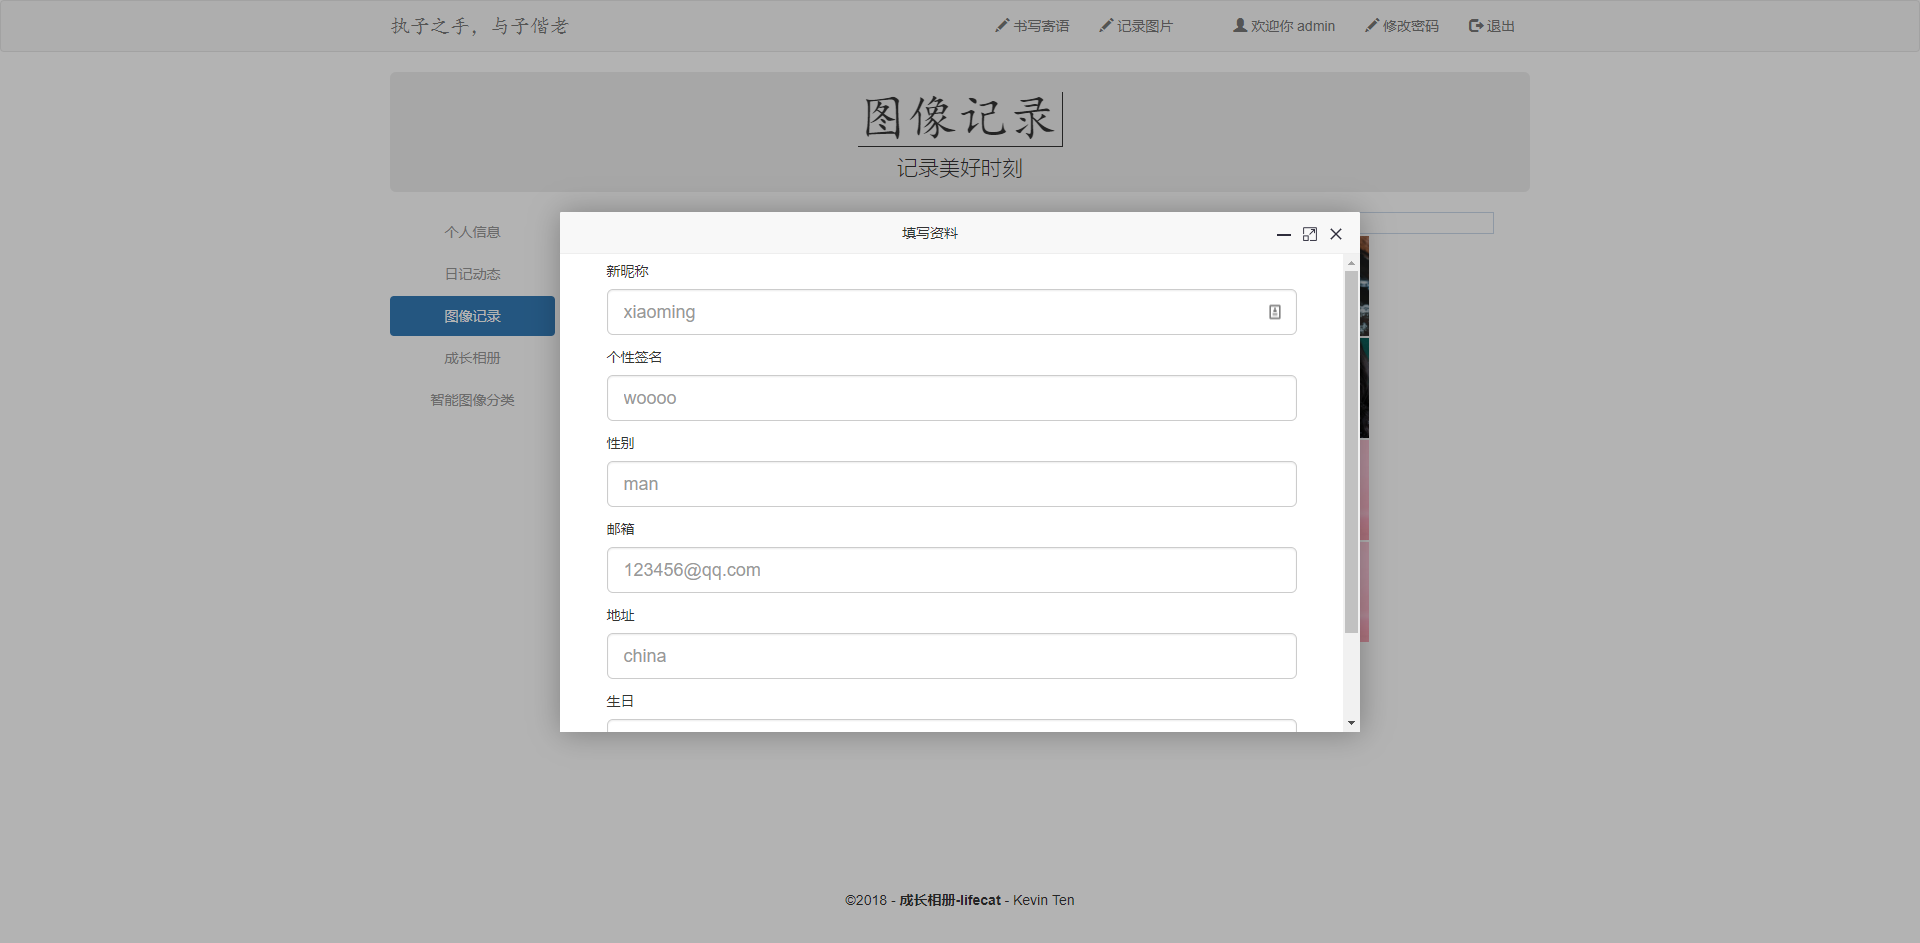 执子之手，与子偕老
书写寄语
记录图片
欢迎你 admin
修改密码
退出
图像记录
记录美好时刻
个人信息
日记动态
图像记录
成长相册
智能图像分类
填写资料
新昵称
xiaoming
个性签名
woooo
性别
man
邮箱
123456@qq.com
地址
china
生日
©2018 - 成长相册-lifecat - Kevin Ten